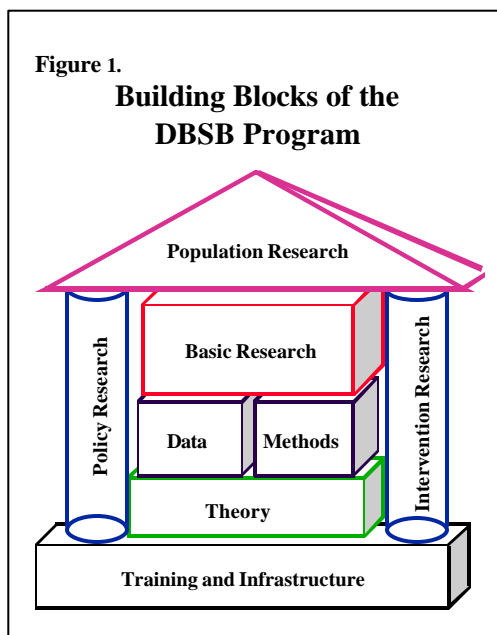 Figure 1.
Building Blocks of the
DBSB Program
Population Research
Policy Research
Basic Research
Intervention Research
Data
Methods
Theory
Training and Infrastructure